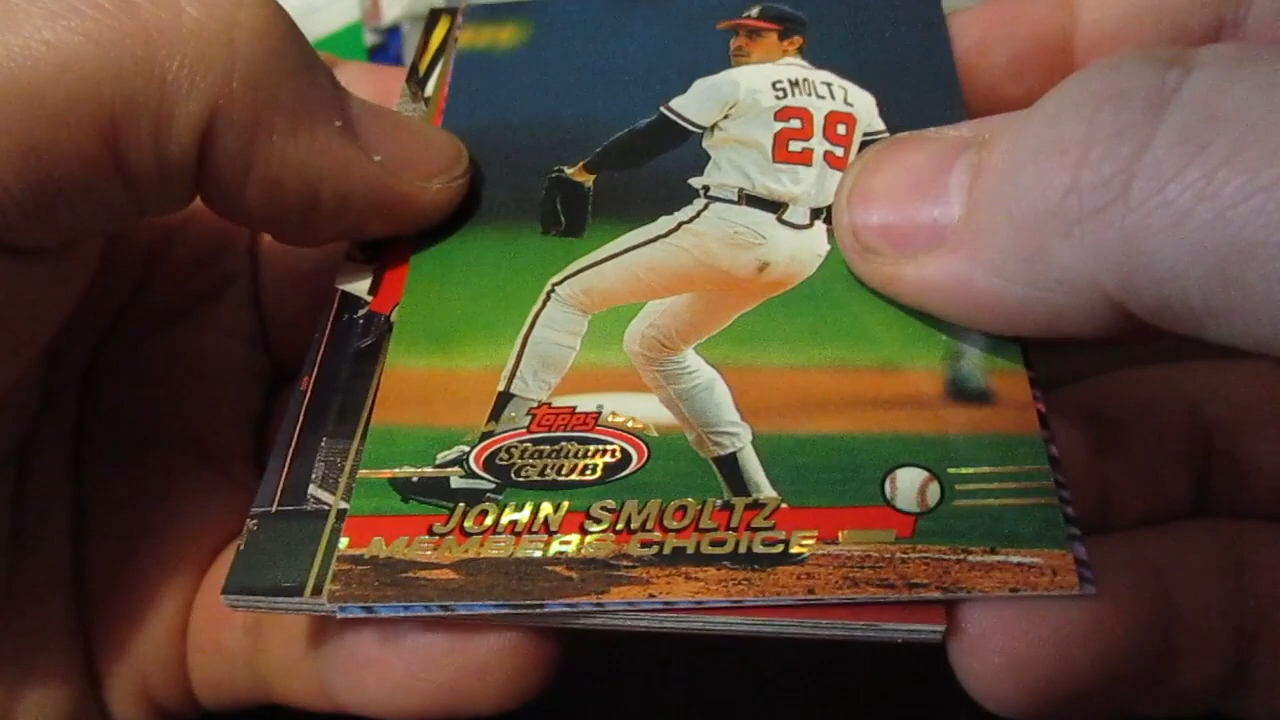 A
SMOLTZ
29
TOPPS®
Stadium
CLUB
JOHN SMOLTZ
MEMBERS CHOICE